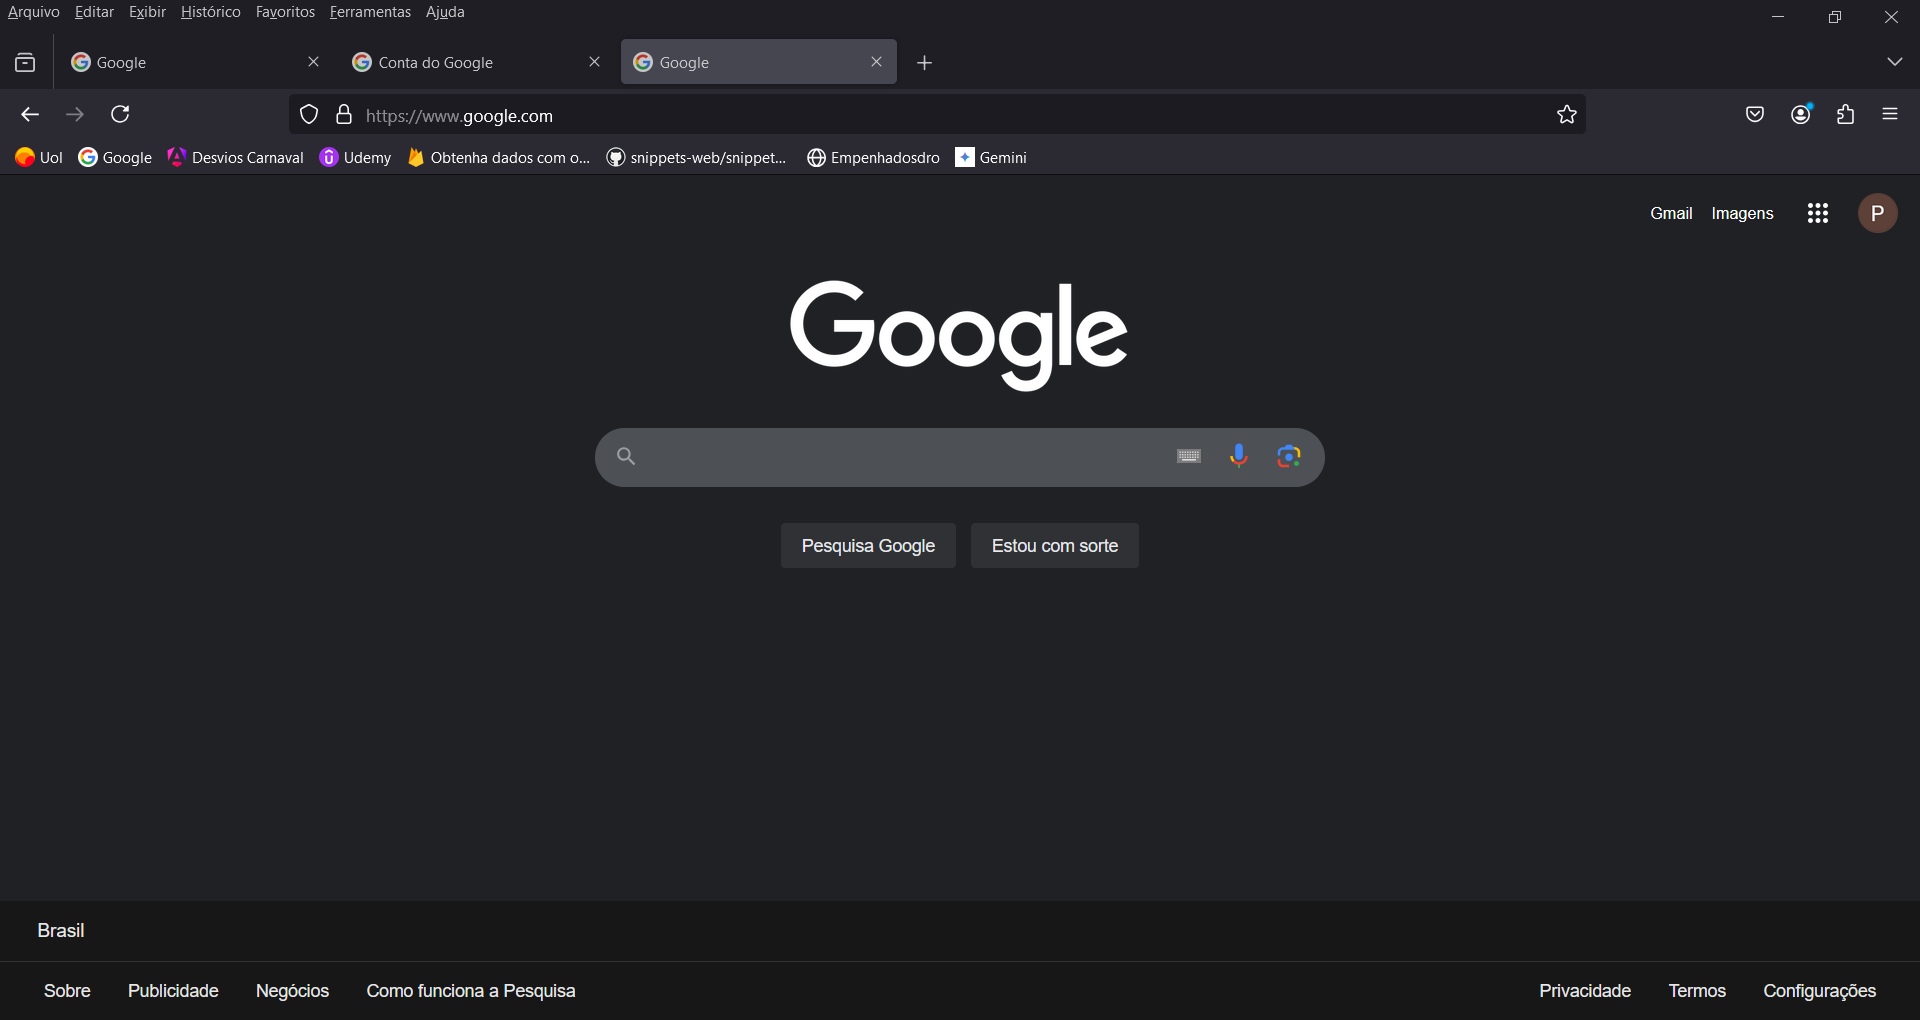 Arquivo Editar Exibir Histórico Favoritos Ferramentas Ajuda
Google Conta do Google Google
https://www.google.com
Uol Google Desvios Carnaval Udemy Obtenha dados com o... snippets-web/snippet... Empenhadosdro Gemini
Gmail Imagens P
Google
Pesquisa Google Estou com sorte
Brasil
Sobre Publicidade Negócios Como funciona a Pesquisa Privacidade Termos Configurações